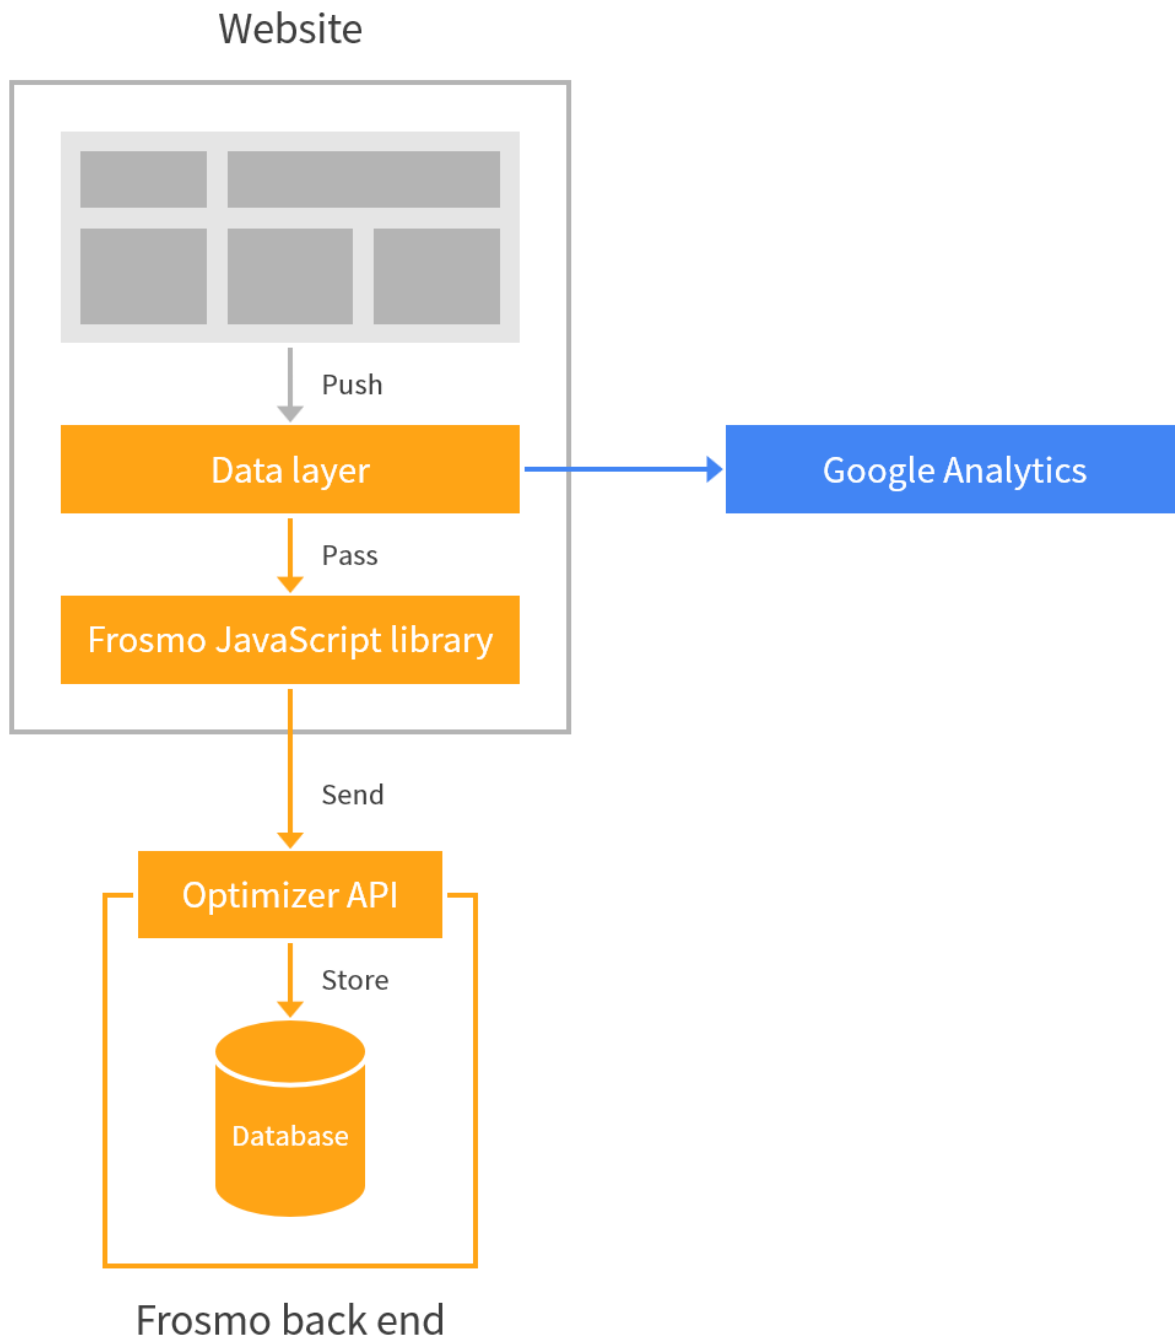 Website
Push
Data layer
Google Analytics
Pass
Frosmo JavaScript library
Send
Optimizer API
Store
Database
Frosmo back end